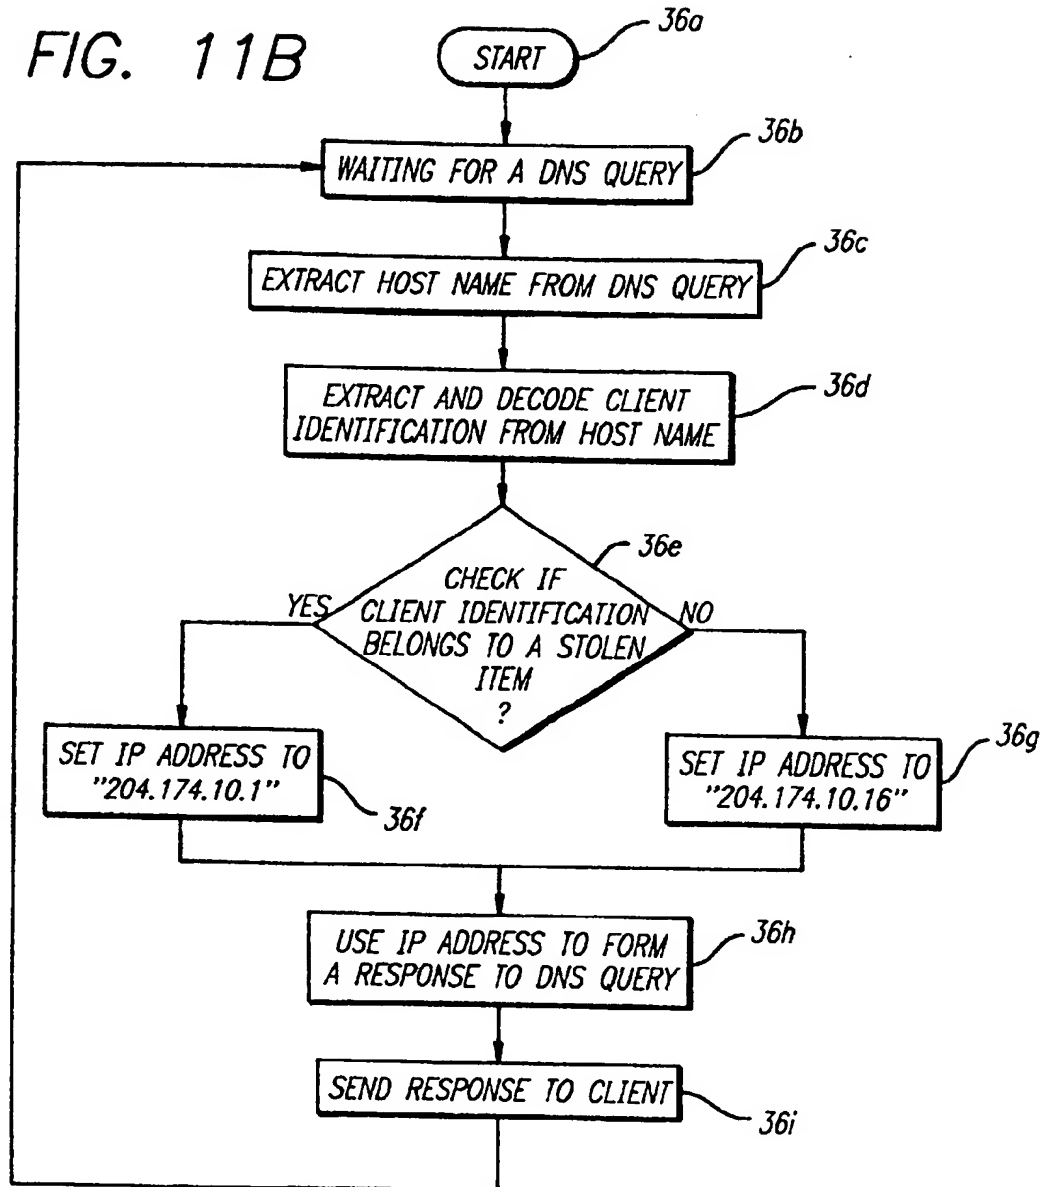 FIG. 11B
36a
START
36b
WAITING FOR A DNS QUERY
36c
EXTRACT HOST NAME FROM DNS QUERY
36d
EXTRACT AND DECODE CLIENT
IDENTIFICATION FROM HOST NAME
36e
CHECK IF
CLIENT IDENTIFICATION
BELONGS TO A STOLEN
ITEM
?
YES
NO
SET IP ADDRESS TO
"204.174.10.1"
36f
SET IP ADDRESS TO
"204.174.10.16"
36g
USE IP ADDRESS TO FORM
A RESPONSE TO DNS QUERY
36h
SEND RESPONSE TO CLIENT
36i